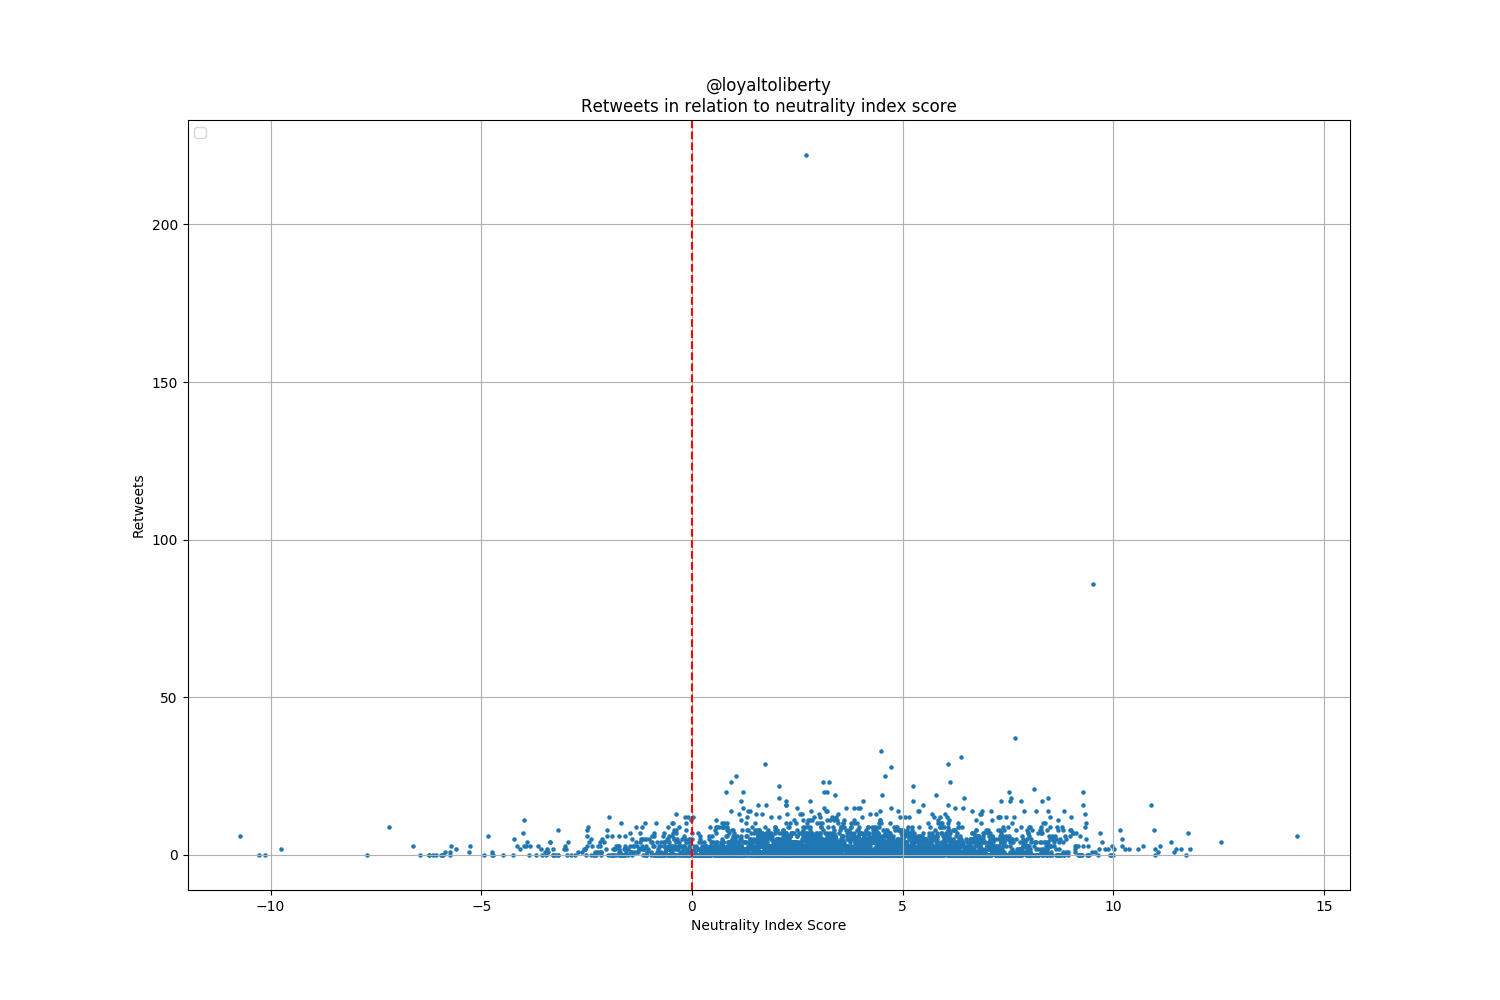 @loyaltoliberty
Retweets in relation to neutrality index score
200
150
100
50
0
Retweets
−10
−5
0
5
10
15
Neutrality Index Score